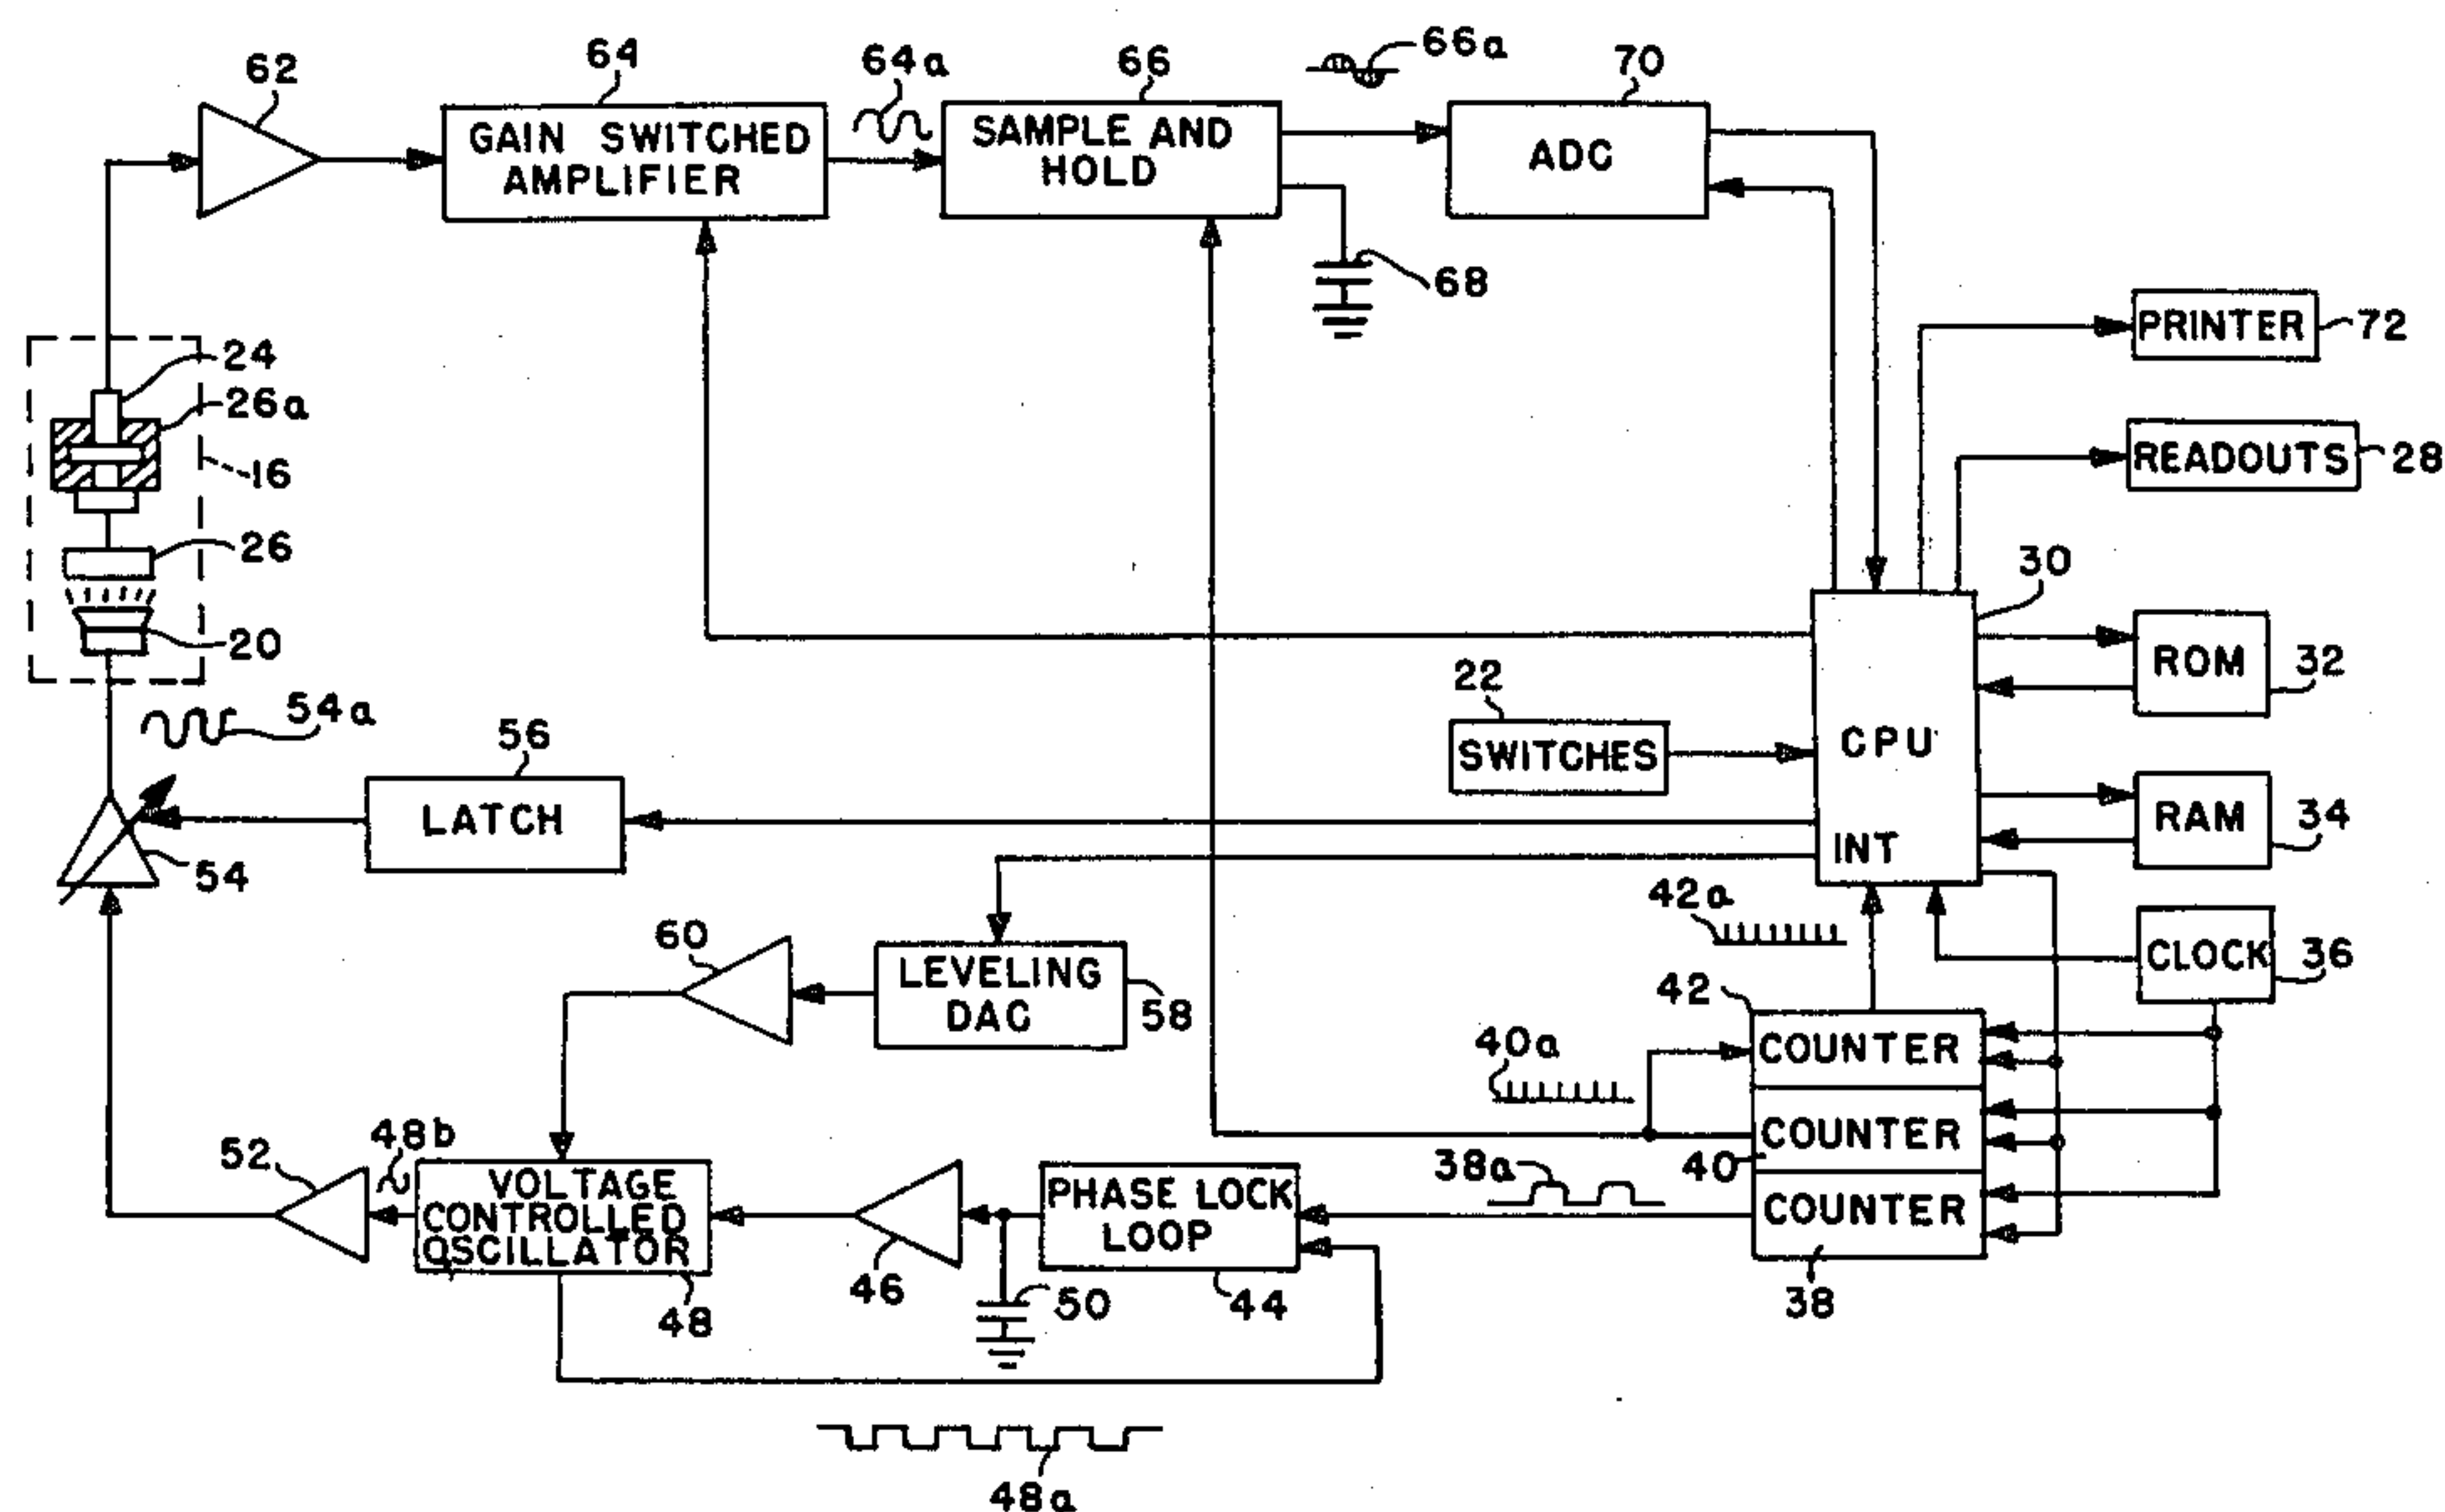 62
64
64a
66
66a
70
GAIN SWITCHED
AMPLIFIER
SAMPLE AND
HOLD
ADC
68
PRINTER
72
24
26a
16
READOUTS
28
26
20
30
ROM
32
22
SWITCHES
CPU
54a
56
LATCH
54
INT
RAM
34
42a
60
LEVELING
DAC
58
CLOCK
36
42
COUNTER
40a
COUNTER
40
COUNTER
38
38a
52
48b
VOLTAGE
CONTROLLED
OSCILLATOR
48
46
50
PHASE LOCK
LOOP
44
48a